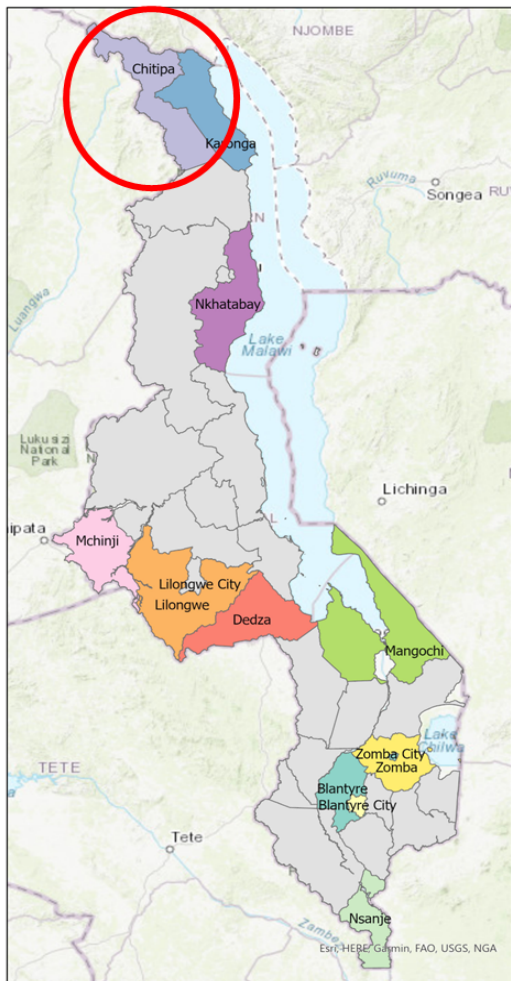 NJOMBE
Chitipa
Karonga
Ruvuma
Songea
RU
N
Luangwa
Nkhatabay
Lake
Malawi
Lukusizi
National
Park
N
Lichinga
ipata
L
Mchinji
Lilongwe City
Lilongwe
Dedza
Mangochi
Lake
Chilwa
Zomba City
Zomba
TETE
Blantyre
Blantyre City
Tete
Nsanje
Zambe
Esri, HERE, Garmin, FAO, USGS, NGA